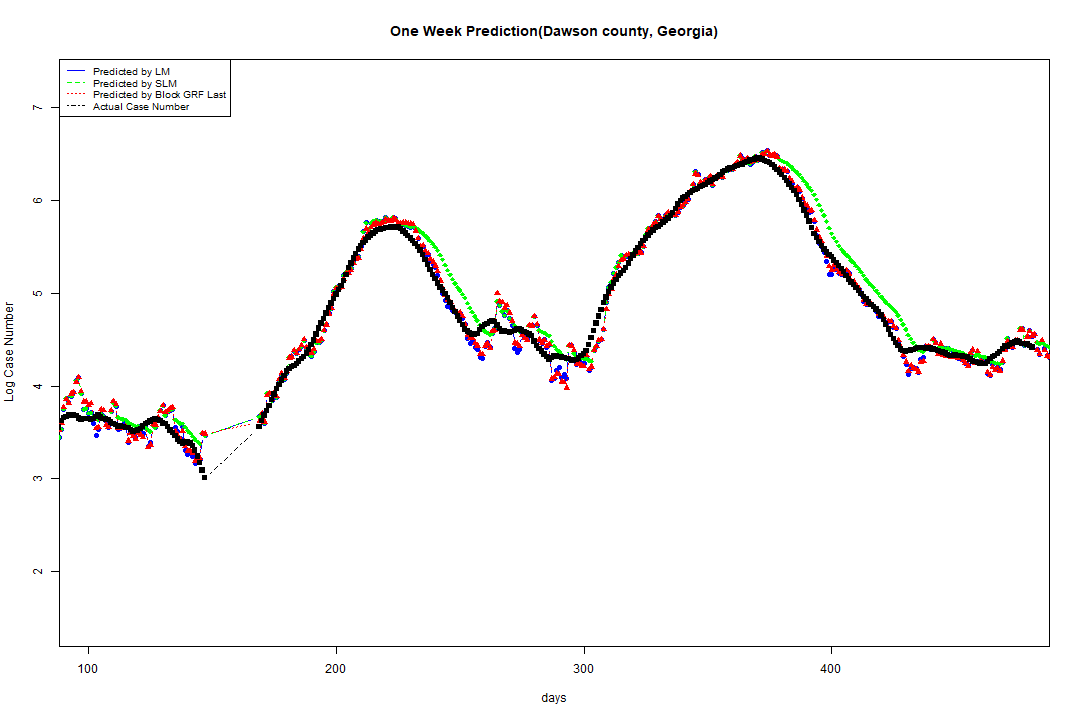 One Week Prediction(Dawson county, Georgia)
Predicted by LM
Predicted by SLM
Predicted by Block GRF Last
Actual Case Number
7
6
5
4
3
2
Log Case Number
100 200 300 400
days